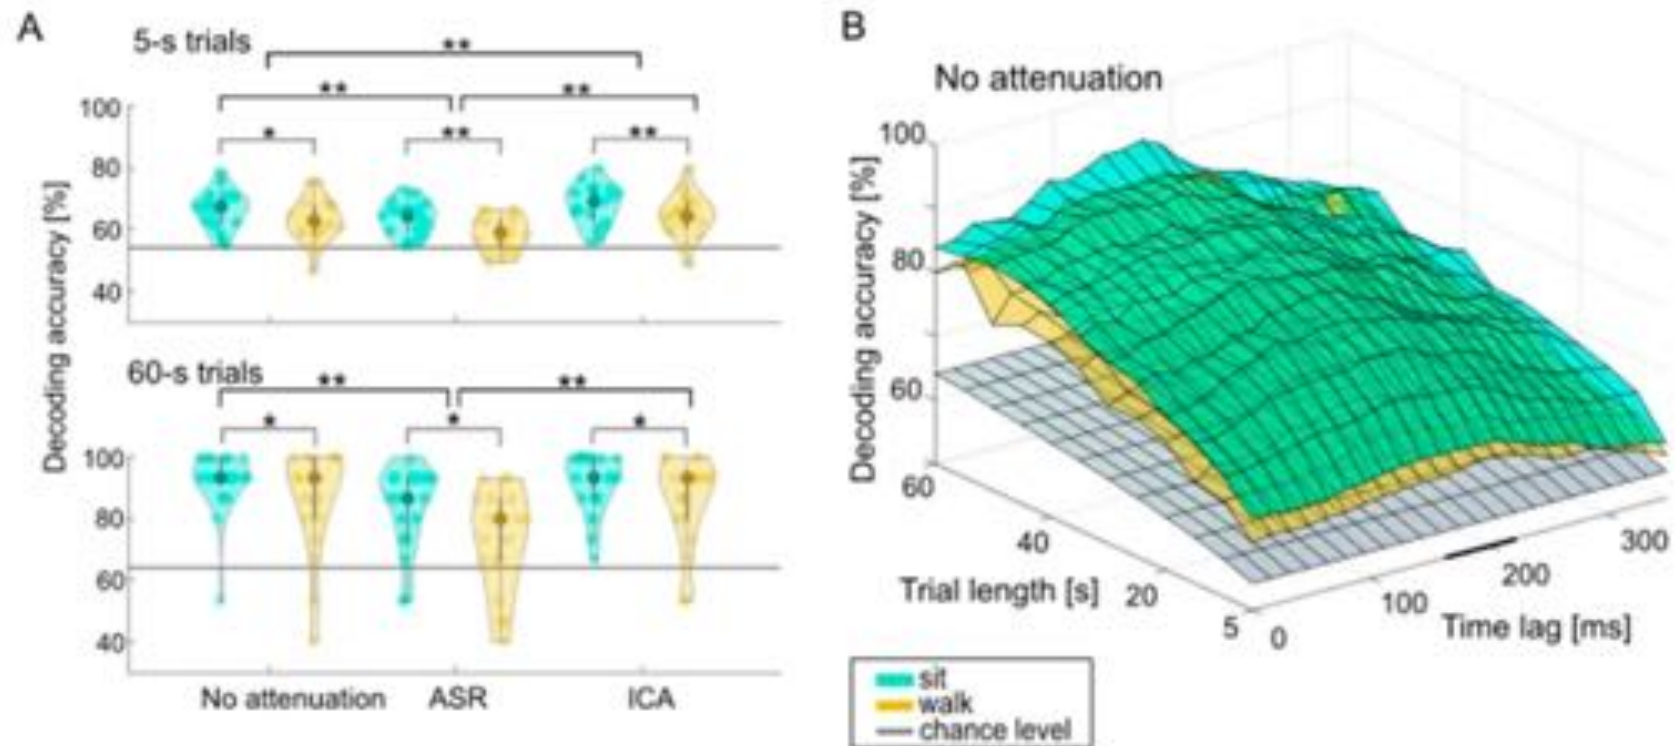 A
5-s trials
**
** **
* ** **
100
80
60
40
Decoding accuracy [%]
60-s trials
** **
* * *
100
80
60
40
No attenuation ASR ICA
B
No attenuation
100
80
60
Decoding accuracy [%]
60
40
20
5
Trial length [s]
0
100
200
300
Time lag [ms]
sit
walk
chance level